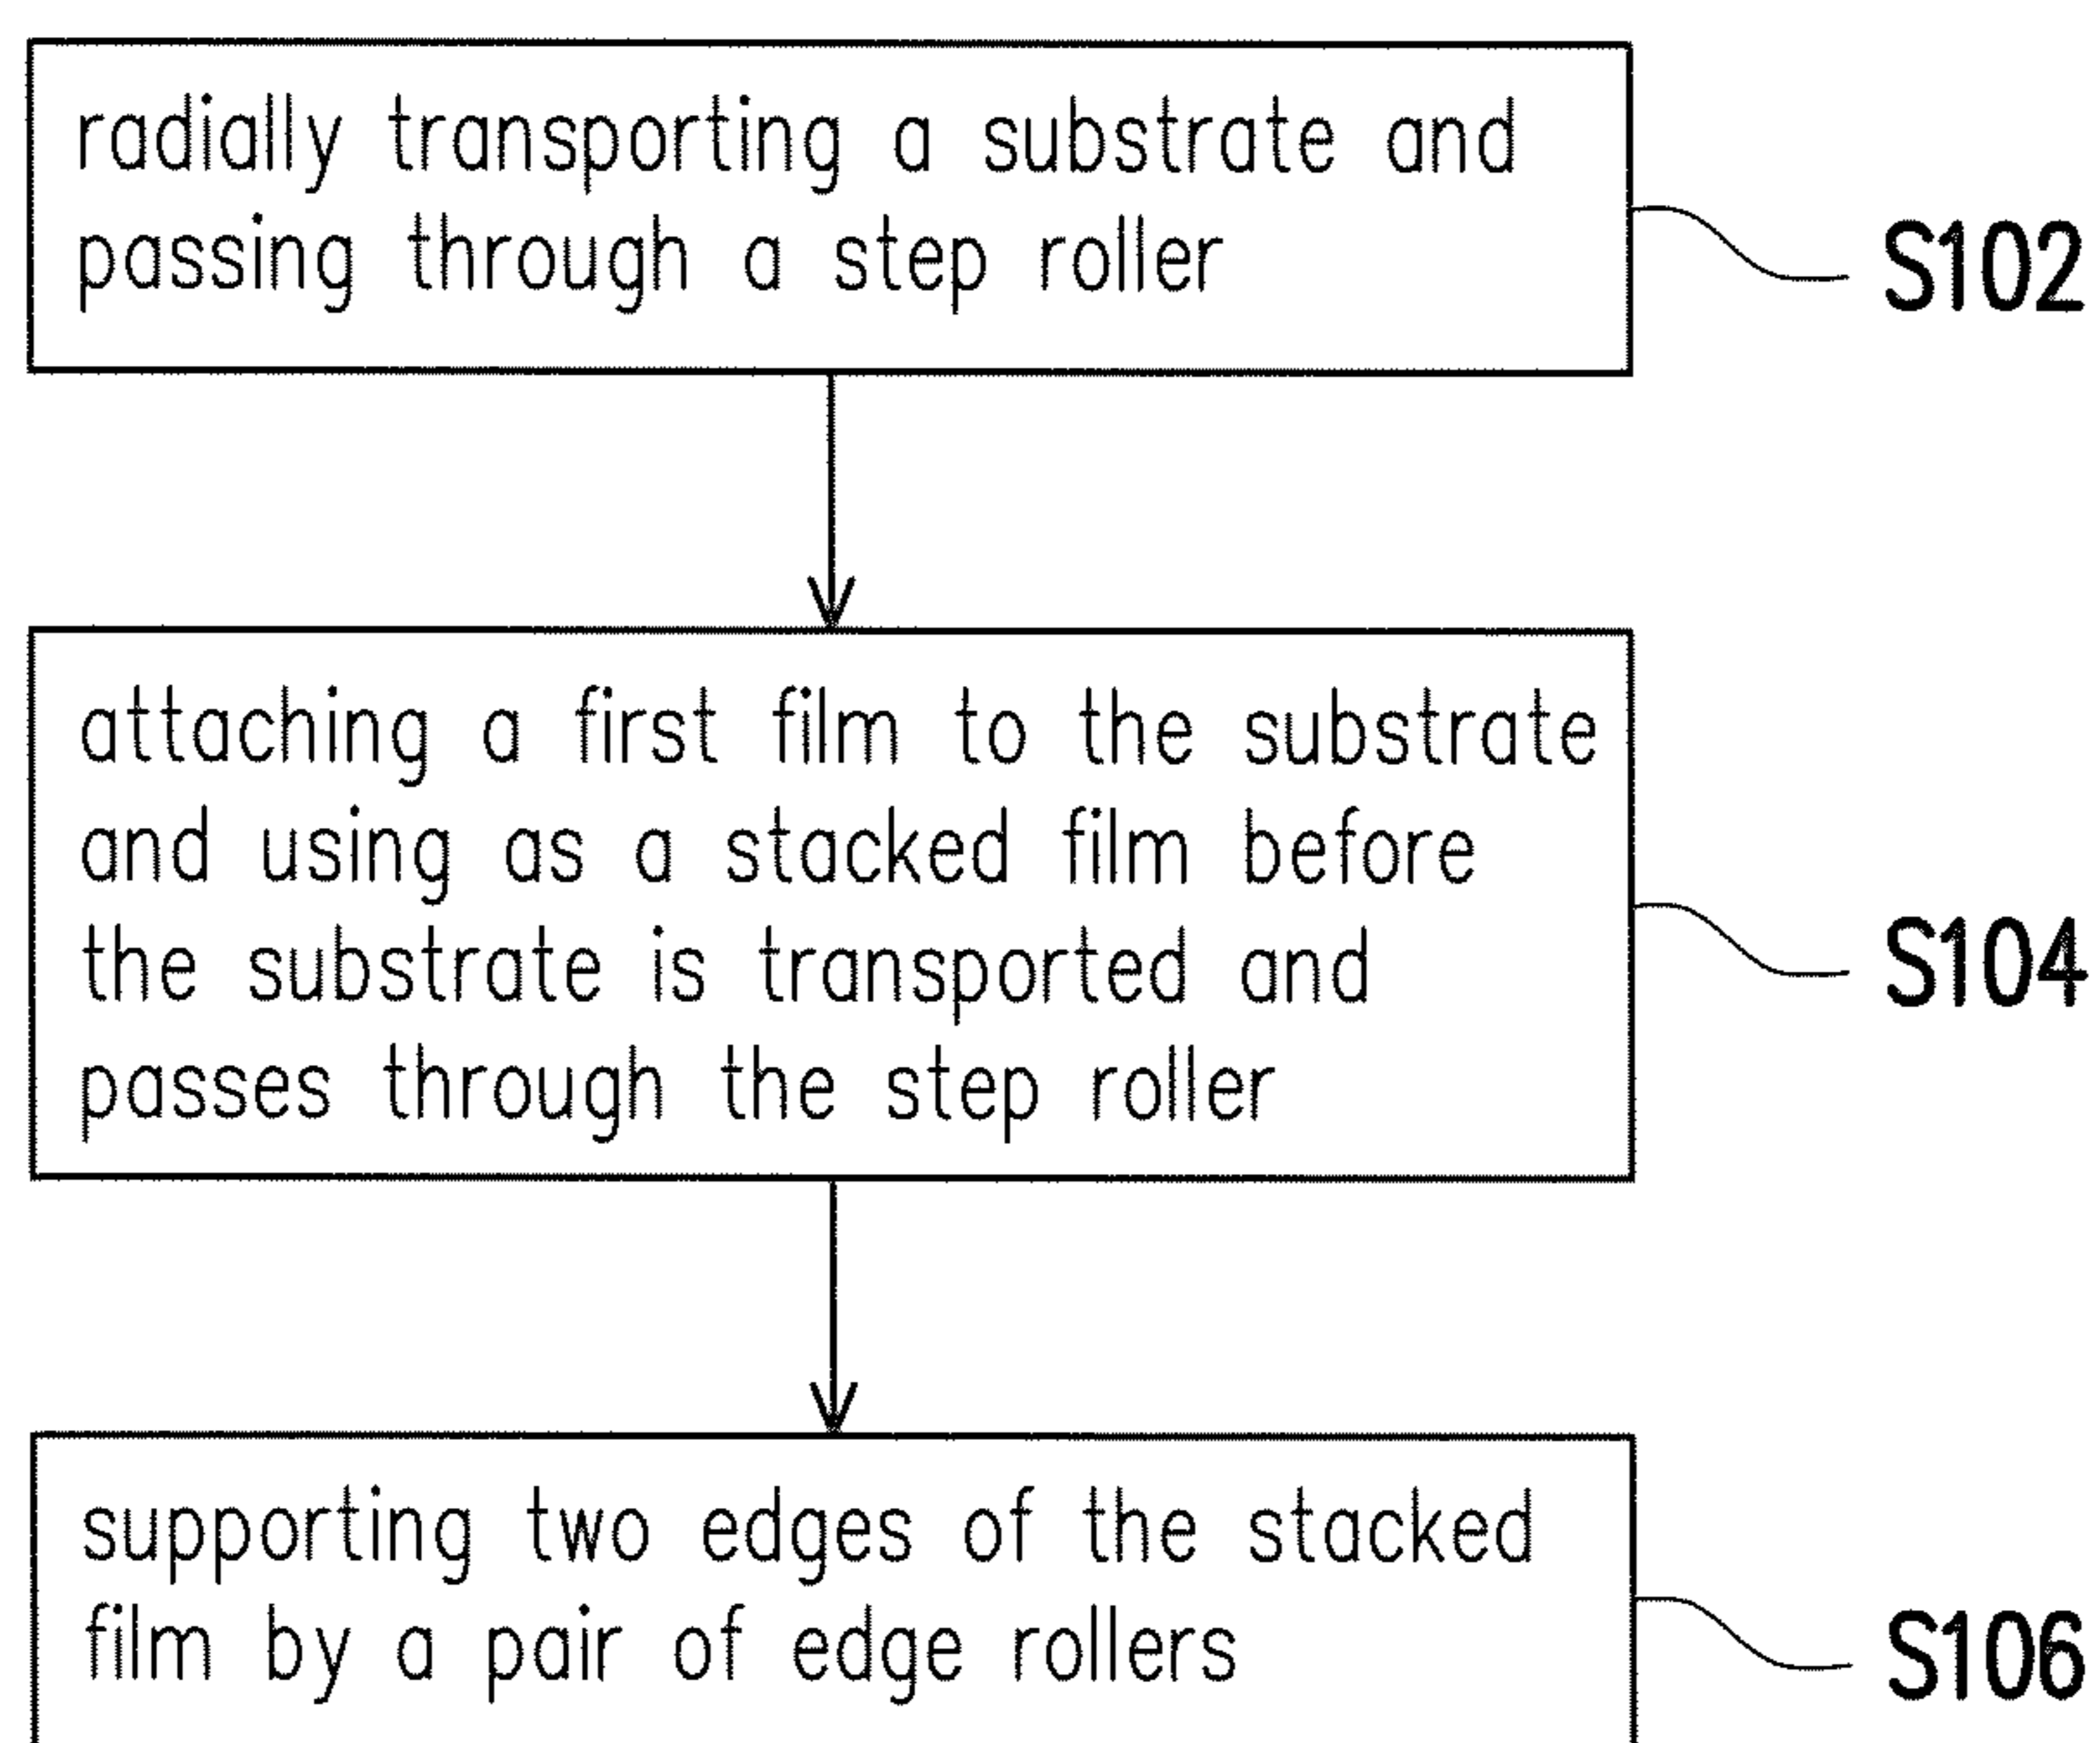 radially transporting a substrate and
passing through a step roller
S102
attaching a first film to the substrate
and using as a stacked film before
the substrate is transported and
passes through the step roller
S104
supporting two edges of the stacked
film by a pair of edge rollers
S106